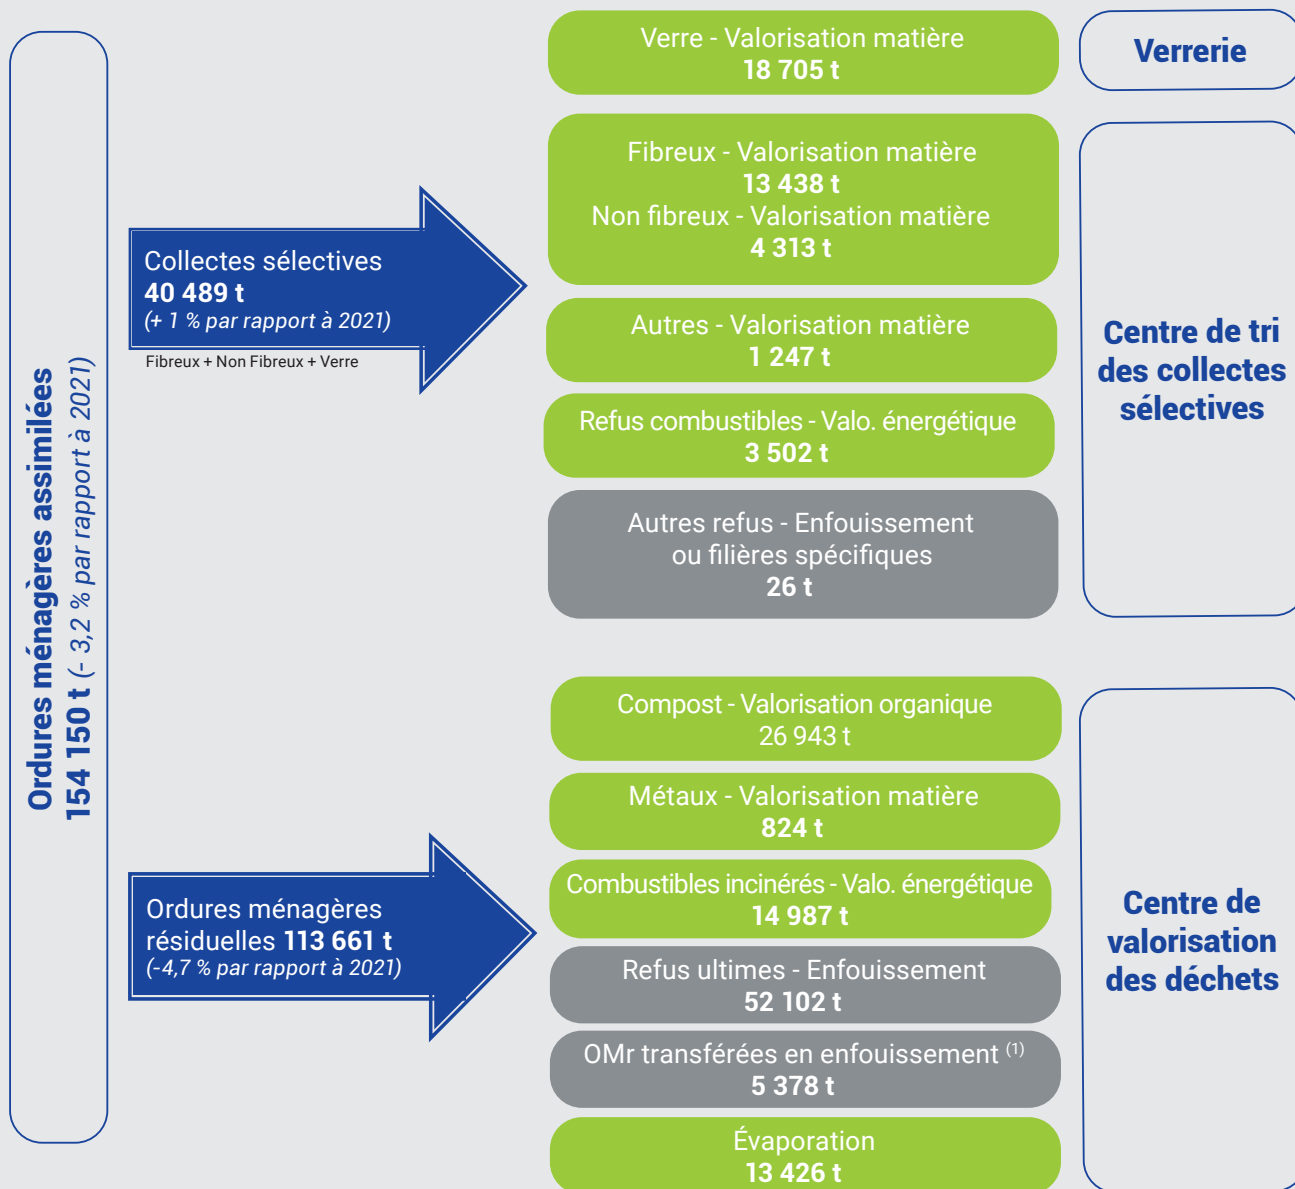 Ordures ménagères assimilées
154 150 t (- 3,2 % par rapport à 2021)
Collectes sélectives
40 489 t
(+ 1 % par rapport à 2021)
Fibreux + Non Fibreux + Verre
Verre - Valorisation matière
18 705 t
Verrerie
Fibreux - Valorisation matière
13 438 t
Non fibreux - Valorisation matière
4 313 t
Autres - Valorisation matière
1 247 t
Refus combustibles - Valo. énergétique
3 502 t
Autres refus - Enfouissement
ou filières spécifiques
26 t
Centre de tri
des collectes
sélectives
Ordures ménagères
résiduelles 113 661 t
(-4,7 % par rapport à 2021)
Compost - Valorisation organique
26 943 t
Métaux - Valorisation matière
824 t
Combustibles incinérés - Valo. énergétique
14 987 t
Refus ultimes - Enfouissement
52 102 t
OMr transférées en enfouissement (1)
5 378 t
Évaporation
13 426 t
Centre de
valorisation
des déchets